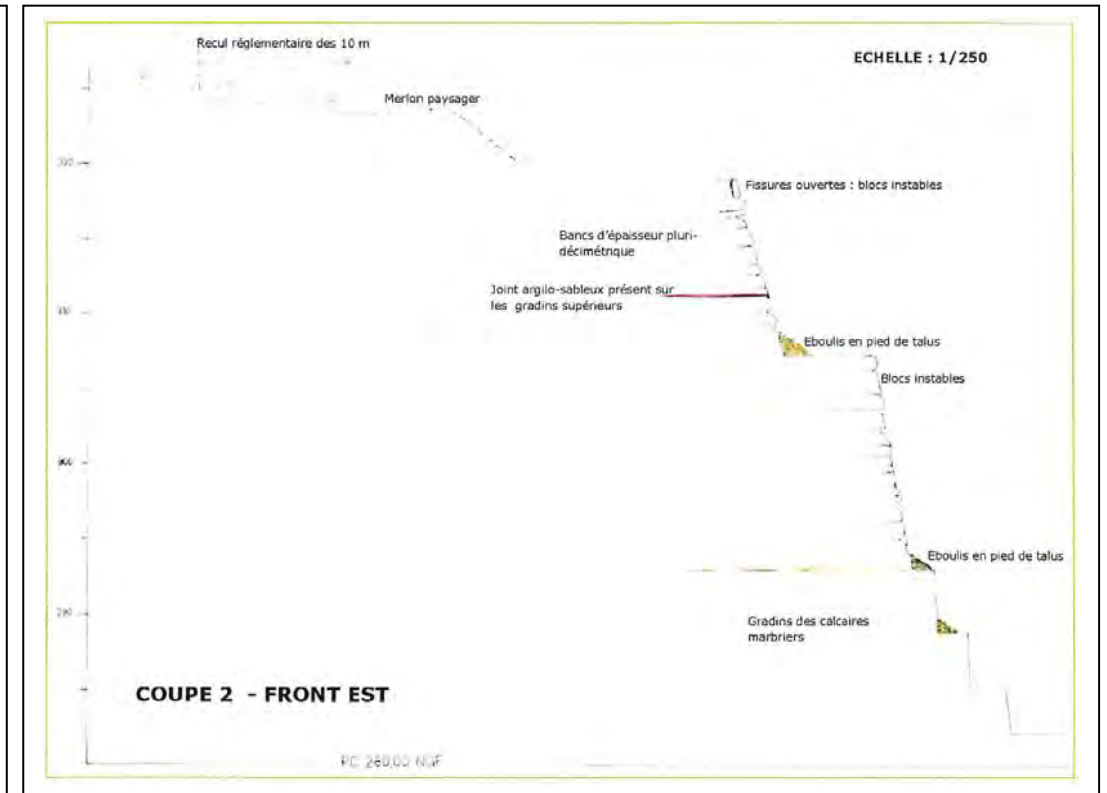 Recul réglementaire des 10 m
ECHELLE : 1/250
Merlon paysager
Fissures ouvertes : blocs instables
Bancs d'épaisseur pluri-
décimétrique
Joint argilo-sableux présent sur
les gradins supérieurs
Eboulis en pied de talus
Blocs instables
Eboulis en pied de talus
Gradins des calcaires
marbriers
COUPE 2 - FRONT EST
PC 280,00 NGF